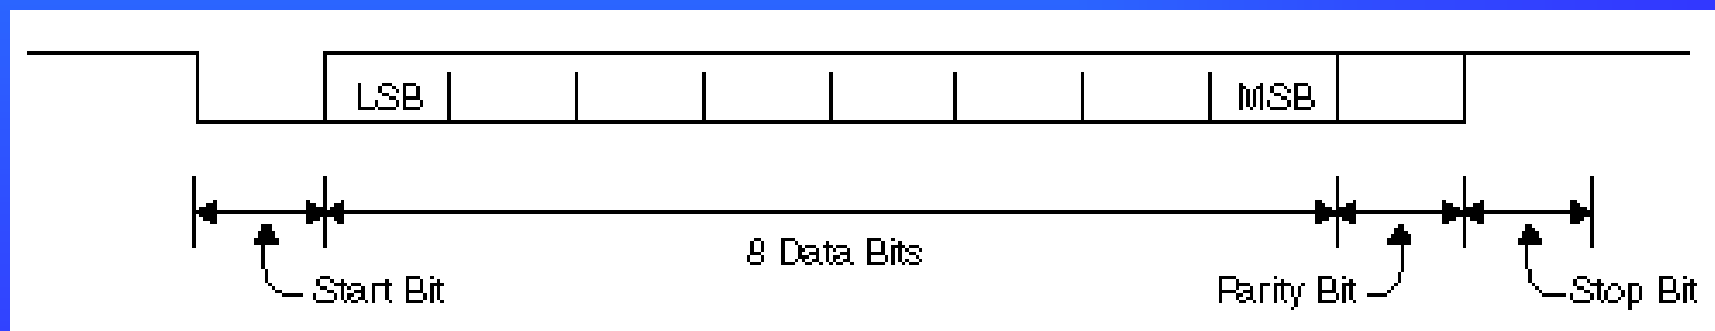 LSB MSB
8 Data Bits
Start Bit Parity Bit Stop Bit